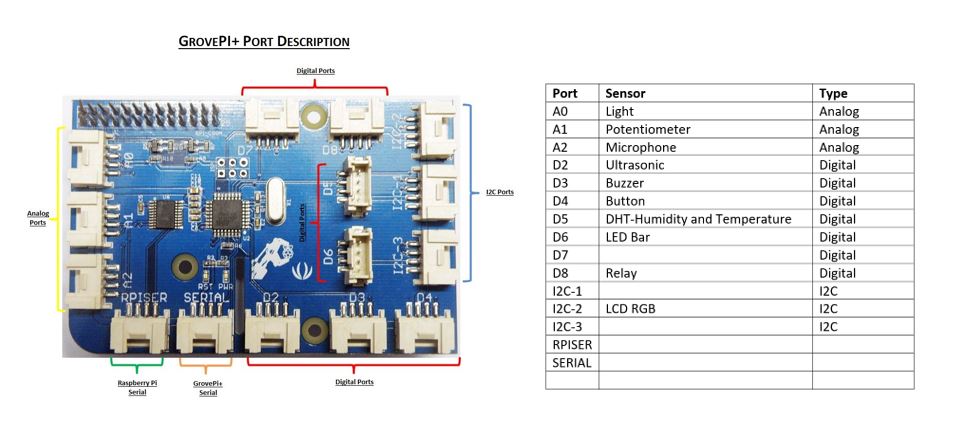 GROVEPI+ PORT DESCRIPTION
Digital Ports
Analog
Ports
I2C Ports
Digital Ports
Raspberry Pi
Serial
GrovePi+
Serial
Digital Ports
D7
D8
I2C-2
A0
D5
I2C-1
A1
D6
I2C-3
A2
RST PWR
RPISER
SERIAL
D2
D3
D4
Port Sensor Type
A0 Light Analog
A1 Potentiometer Analog
A2 Microphone Analog
D2 Ultrasonic Digital
D3 Buzzer Digital
D4 Button Digital
D5 DHT-Humidity and Temperature Digital
D6 LED Bar Digital
D7 Digital
D8 Relay Digital
I2C-1 I2C
I2C-2 LCD RGB I2C
I2C-3 I2C
RPISER
SERIAL